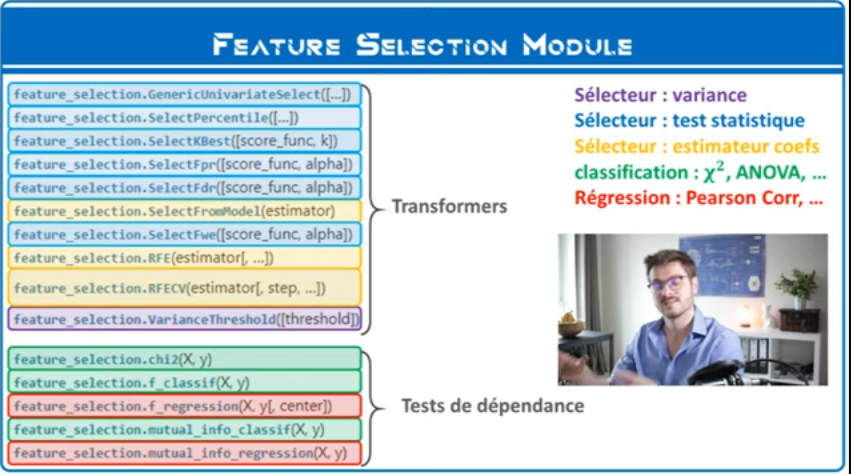 FEATURE SELECTION MODULE
feature_selection.GenericUnivariateSelect([...])
feature_selection.SelectPercentile([...])
feature_selection.SelectKBest([score_func, k])
feature_selection.SelectFpr([score_func, alpha])
feature_selection.SelectFdr([score_func, alpha])
feature_selection.SelectFromModel(estimator)
feature_selection.SelectFwe([score_func, alpha])
feature_selection.RFE(estimator[, ...])
feature_selection.RFECV(estimator[, step, ...])
feature_selection.VarianceThreshold([threshold])
Transformers
feature_selection.chi2(X, y)
feature_selection.f_classif(X, y)
feature_selection.f_regression(X, y[, center])
feature_selection.mutual_info_classif(X, y)
feature_selection.mutual_info_regression(X, y)
Tests de dépendance
Sélecteur : variance
Sélecteur : test statistique
Sélecteur : estimateur coefs
classification : χ², ANOVA, ...
Régression : Pearson Corr, ...